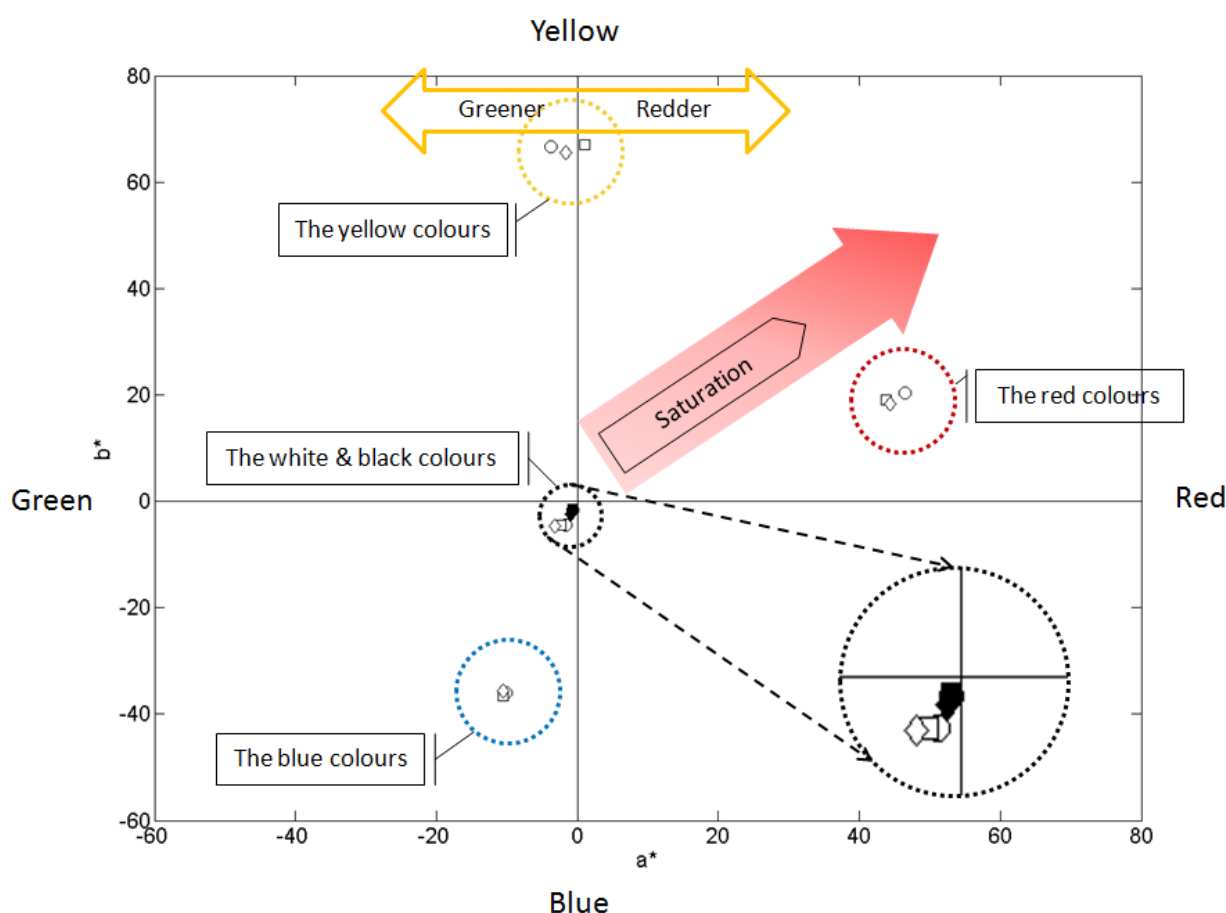 Yellow
80
Greener
Redder
60
The yellow colours
40
Saturation
20
The red colours
The white & black colours
b*
0
Green
Red
-20
-40
The blue colours
-60
-60
-40
-20
0
20
40
60
80
a*
Blue